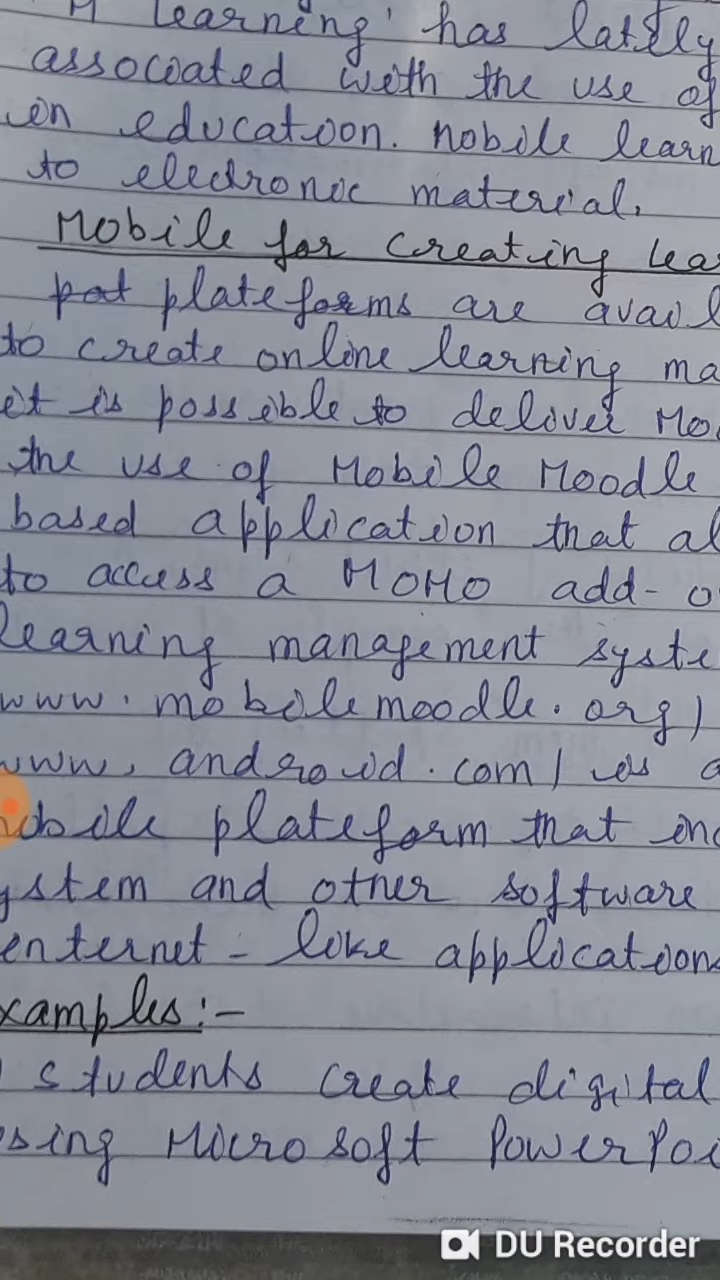 M learning' has lately
associated with the use of
in education. Mobile learn
to electronic material.
Mobile for creating lea
pat plateforms are avail
to create online learning ma
it is possible to deliver Mo
the use of Mobile Moodle
based application that al
to access a MOMO add-o
learning management syste
www.mobilemoodle.org)
www.android.com) is a
mobile plateform that inc
ystem and other software
internet-like applications
xamples:-
students create digital
sing Microsoft PowerPoi
DU Recorder